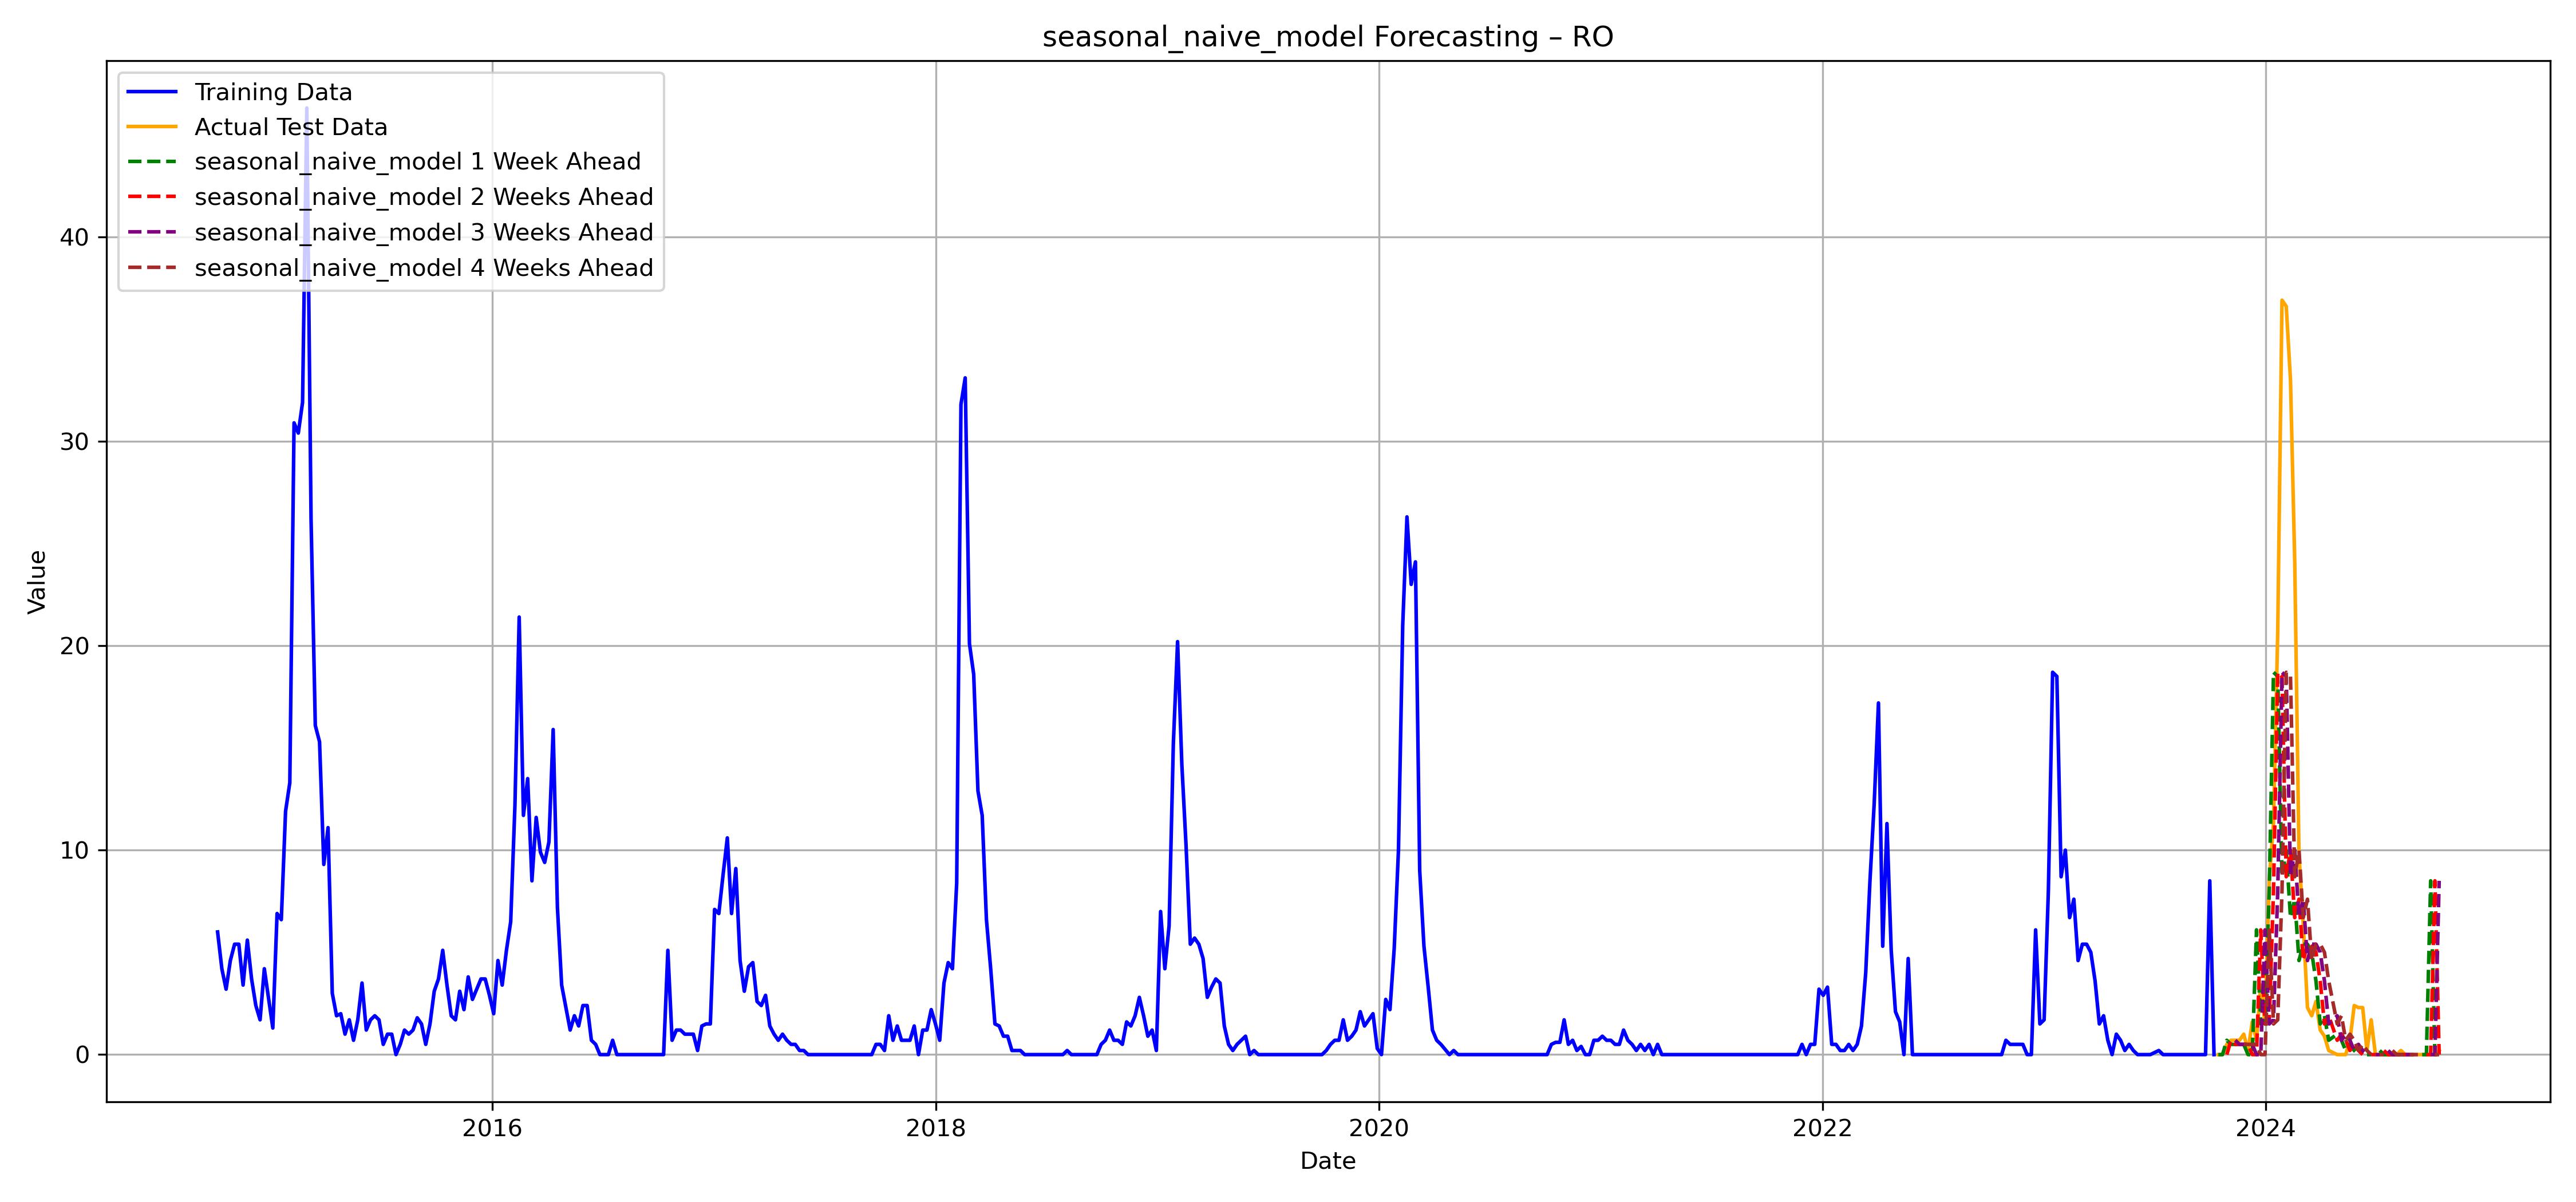 seasonal_naive_model Forecasting – RO
Training Data
Actual Test Data
seasonal_naive_model 1 Week Ahead
seasonal_naive_model 2 Weeks Ahead
seasonal_naive_model 3 Weeks Ahead
seasonal_naive_model 4 Weeks Ahead
40
30
20
10
0
Value
2016
2018
2020
2022
2024
Date